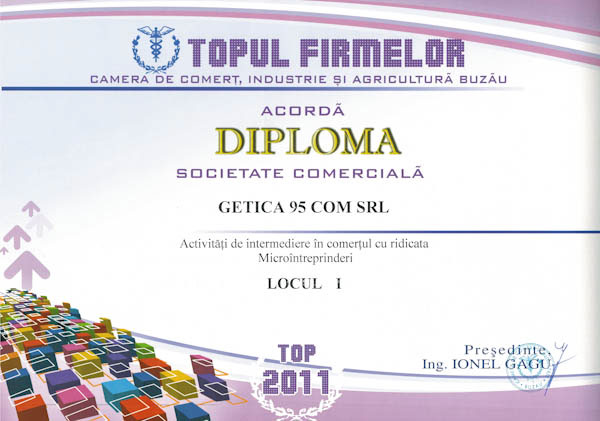 TOPUL FIRMELOR
CAMERA DE COMERȚ, INDUSTRIE ȘI AGRICULTURĂ BUZĂU
ACORDĂ
DIPLOMA
SOCIETATE COMERCIALĂ
GETICA 95 COM SRL
Activități de intermediere în comerțul cu ridicata
Microîntreprinderi
LOCUL I
Președinte,
Ing. IONEL GAGU
TOP
2011